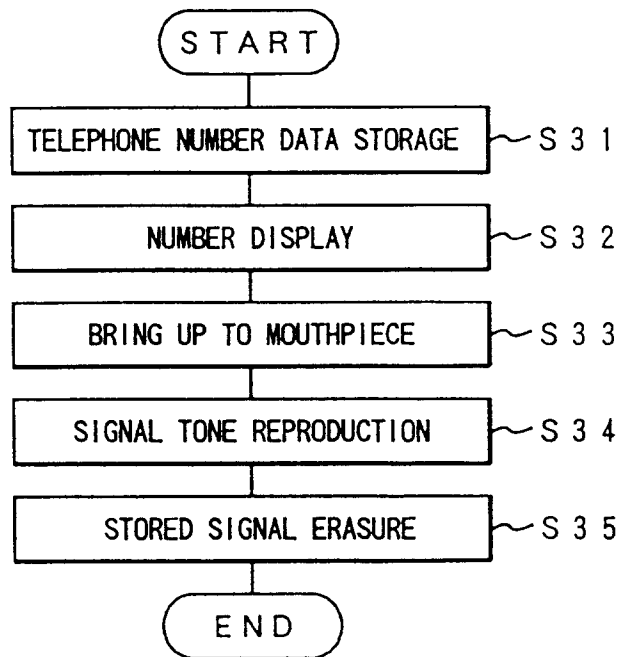 START
TELEPHONE NUMBER DATA STORAGE S31
NUMBER DISPLAY S32
BRING UP TO MOUTHPIECE S33
SIGNAL TONE REPRODUCTION S34
STORED SIGNAL ERASURE S35
END